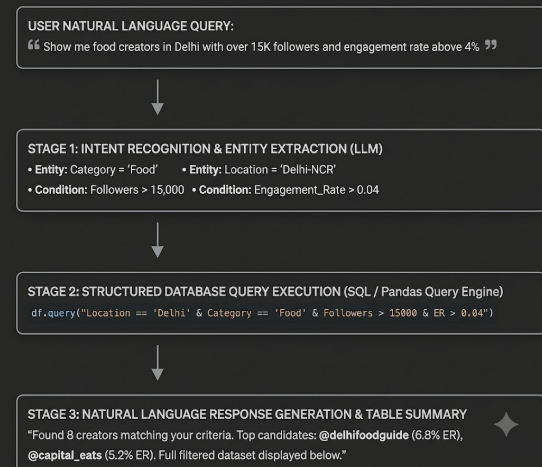 USER NATURAL LANGUAGE QUERY:
“ Show me food creators in Delhi with over 15K followers and engagement rate above 4% ”
STAGE 1: INTENT RECOGNITION & ENTITY EXTRACTION (LLM)
• Entity: Category = ‘Food’ • Entity: Location = ‘Delhi-NCR’
• Condition: Followers > 15,000 • Condition: Engagement_Rate > 0.04
STAGE 2: STRUCTURED DATABASE QUERY EXECUTION (SQL / Pandas Query Engine)
df.query("Location == 'Delhi' & Category == 'Food' & Followers > 15000 & ER > 0.04")
STAGE 3: NATURAL LANGUAGE RESPONSE GENERATION & TABLE SUMMARY
“Found 8 creators matching your criteria. Top candidates: @delhifoodguide (6.8% ER),
@capital_eats (5.2% ER). Full filtered dataset displayed below.”